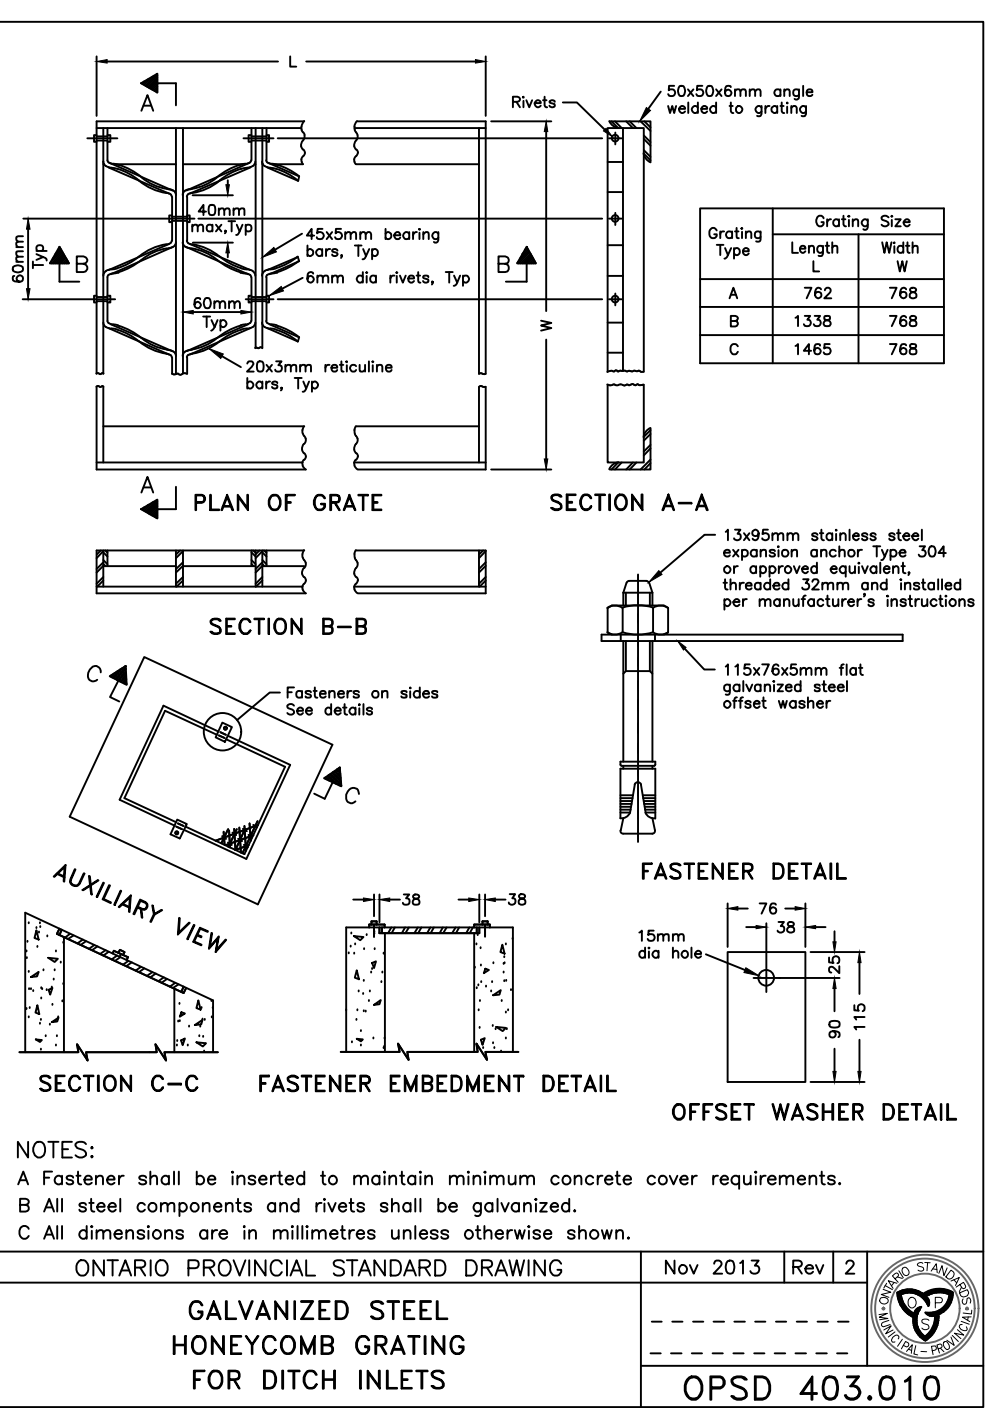 L
A
Rivets
50x50x6mm angle
welded to grating
40mm
max,Typ
60mm
Typ
B
45x5mm bearing
bars, Typ
6mm dia rivets, Typ
B
60mm
Typ
W
20x3mm reticuline
bars, Typ
Grating Type
Grating Size
Length L
Width W
A 762 768
B 1338 768
C 1465 768
A
PLAN OF GRATE
SECTION A-A
SECTION B-B
13x95mm stainless steel
expansion anchor Type 304
or approved equivalent,
threaded 32mm and installed
per manufacturer's instructions
115x76x5mm flat
galvanized steel
offset washer
C
Fasteners on sides
See details
C
AUXILIARY VIEW
FASTENER DETAIL
38
38
76
38
15mm
dia hole
25
90
115
SECTION C-C
FASTENER EMBEDMENT DETAIL
OFFSET WASHER DETAIL
NOTES:
A Fastener shall be inserted to maintain minimum concrete cover requirements.
B All steel components and rivets shall be galvanized.
C All dimensions are in millimetres unless otherwise shown.
ONTARIO PROVINCIAL STANDARD DRAWING
Nov 2013 Rev 2
GALVANIZED STEEL
HONEYCOMB GRATING
FOR DITCH INLETS
ONTARIO STANDARDS
OPS
MUNICIPAL - PROVINCIAL
OPSD 403.010